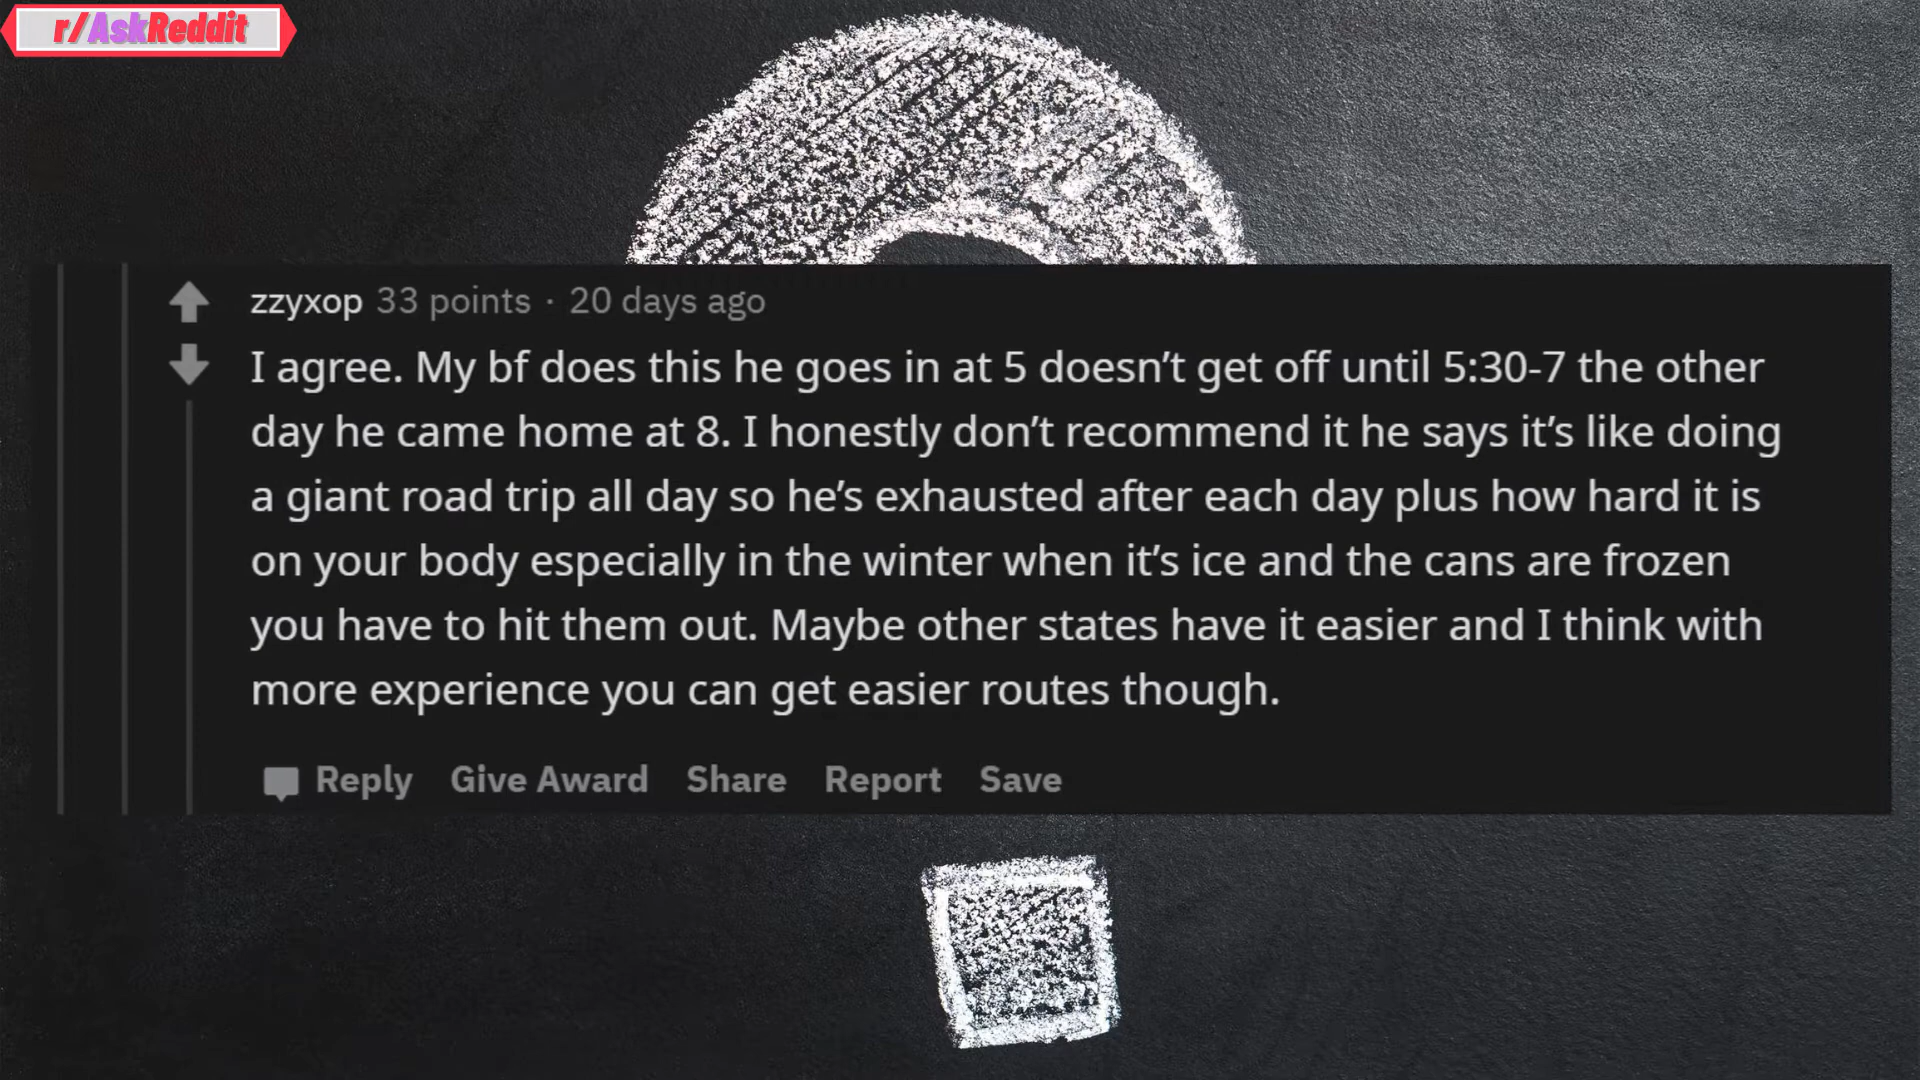 r/AskReddit
zzyxop 33 points · 20 days ago
I agree. My bf does this he goes in at 5 doesn’t get off until 5:30-7 the other
day he came home at 8. I honestly don’t recommend it he says it’s like doing
a giant road trip all day so he’s exhausted after each day plus how hard it is
on your body especially in the winter when it’s ice and the cans are frozen
you have to hit them out. Maybe other states have it easier and I think with
more experience you can get easier routes though.
Reply Give Award Share Report Save